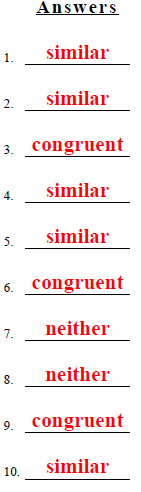 Answers
1. similar
2. similar
3. congruent
4. similar
5. similar
6. congruent
7. neither
8. neither
9. congruent
10. similar